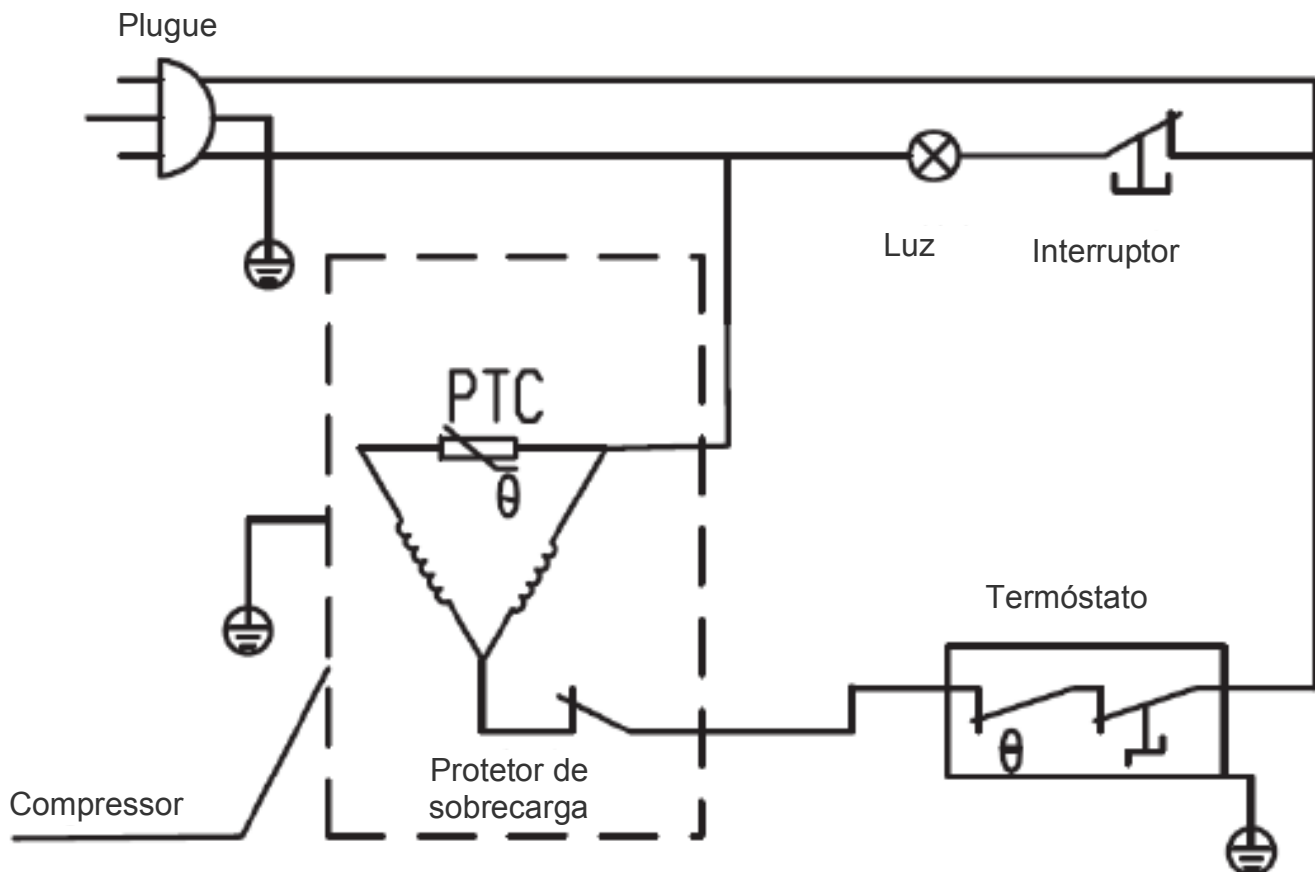 Plugue
Luz
Interruptor
PTC
θ
Termóstato
θ
Protetor de
sobrecarga
Compressor